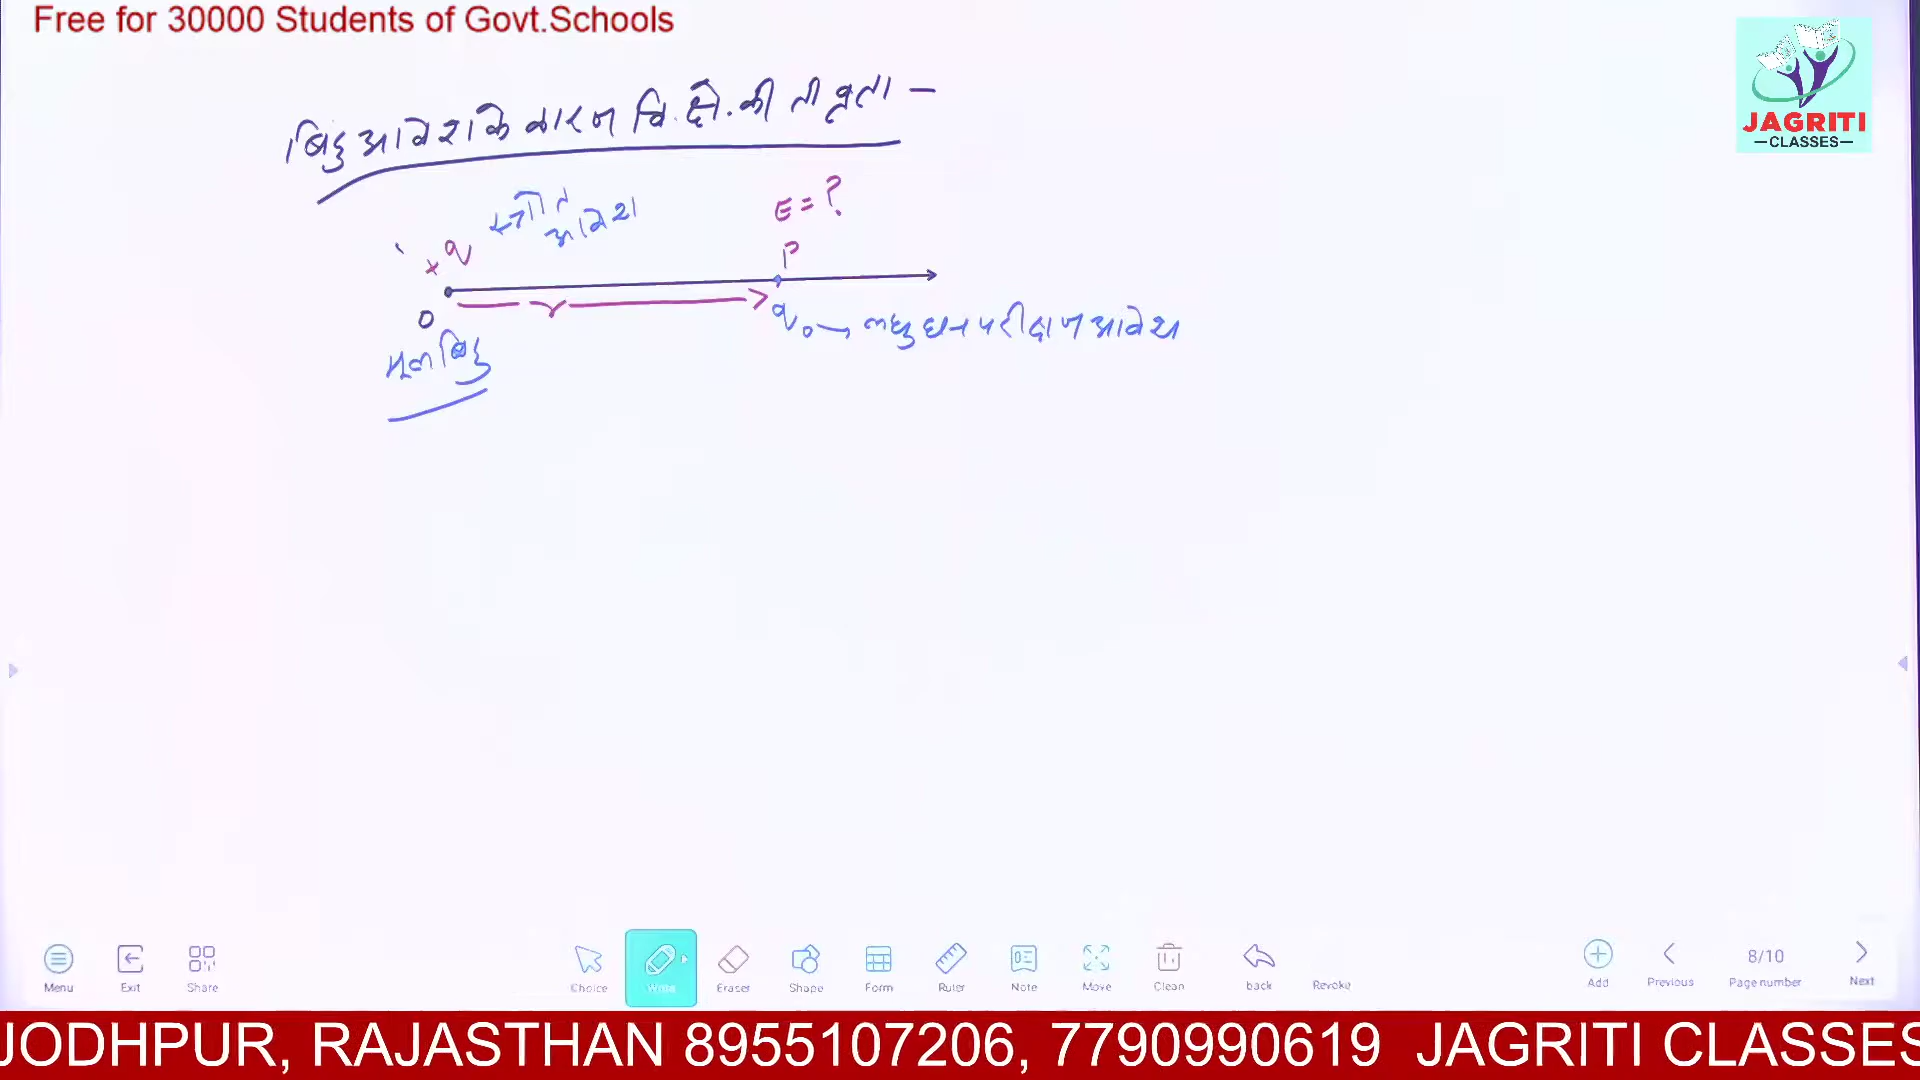 Free for 30000 Students of Govt.Schools
JAGRITI
CLASSES
बिंदु आवेश के कारण वि.क्षे. की तीव्रता -
स्त्रोत
आवेश
E = ?
+q
P
r
O
q₀ → लघु धन परीक्षण आवेश
मूल बिंदु
Menu
Exit
Share
Choice
Write
Eraser
Shape
Form
Ruler
Note
Move
Clean
back
Revoke
Add
Previous
8/10
Page number
Next
JODHPUR, RAJASTHAN 8955107206, 7790990619 JAGRITI CLASSES